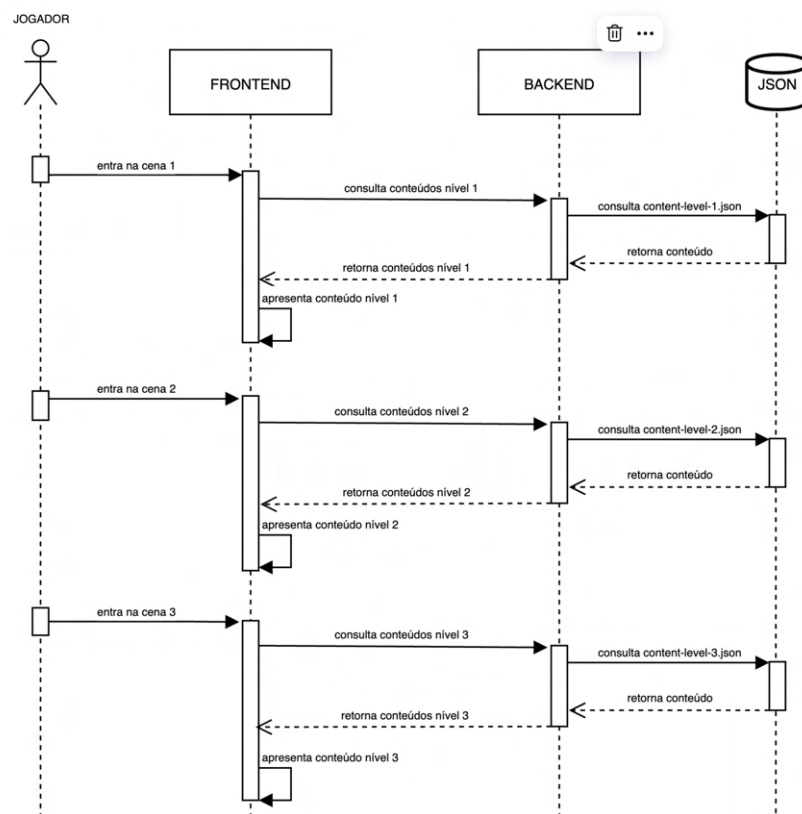 JOGADOR
FRONTEND
BACKEND
JSON
entra na cena 1
consulta conteúdos nível 1
consulta content-level-1.json
retorna conteúdo
retorna conteúdos nível 1
apresenta conteúdo nível 1
entra na cena 2
consulta conteúdos nível 2
consulta content-level-2.json
retorna conteúdo
retorna conteúdos nível 2
apresenta conteúdo nível 2
entra na cena 3
consulta conteúdos nível 3
consulta content-level-3.json
retorna conteúdo
retorna conteúdos nível 3
apresenta conteúdo nível 3